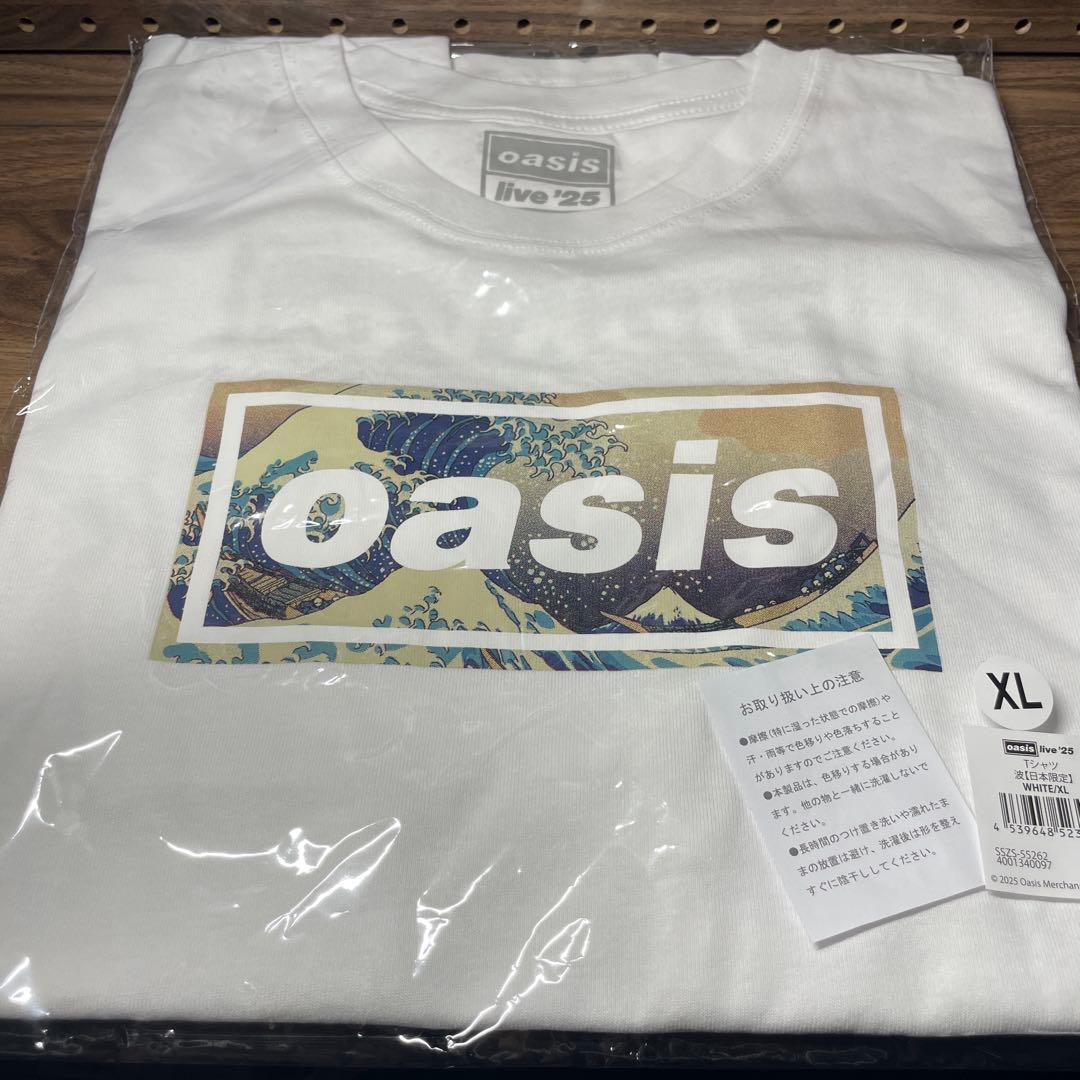 oasis
live '25
oasis
お取り扱い上の注意
●摩擦(特に湿った状態での摩擦)や
汗・雨等で色移りや色落ちすること
がありますのでご注意ください。
●本製品は、色移りする場合があり
ます。他の物と一緒に洗濯しないで
ください。
●長時間のつけ置き洗いや濡れたま
まの放置は避け、洗濯後は形を整え
すぐに陰干ししてください。
XL
oasis live '25
Tシャツ
波【日本限定】
WHITE/XL
4 539648 523
SSZS-55262
4001340097
© 2025 Oasis Merchan